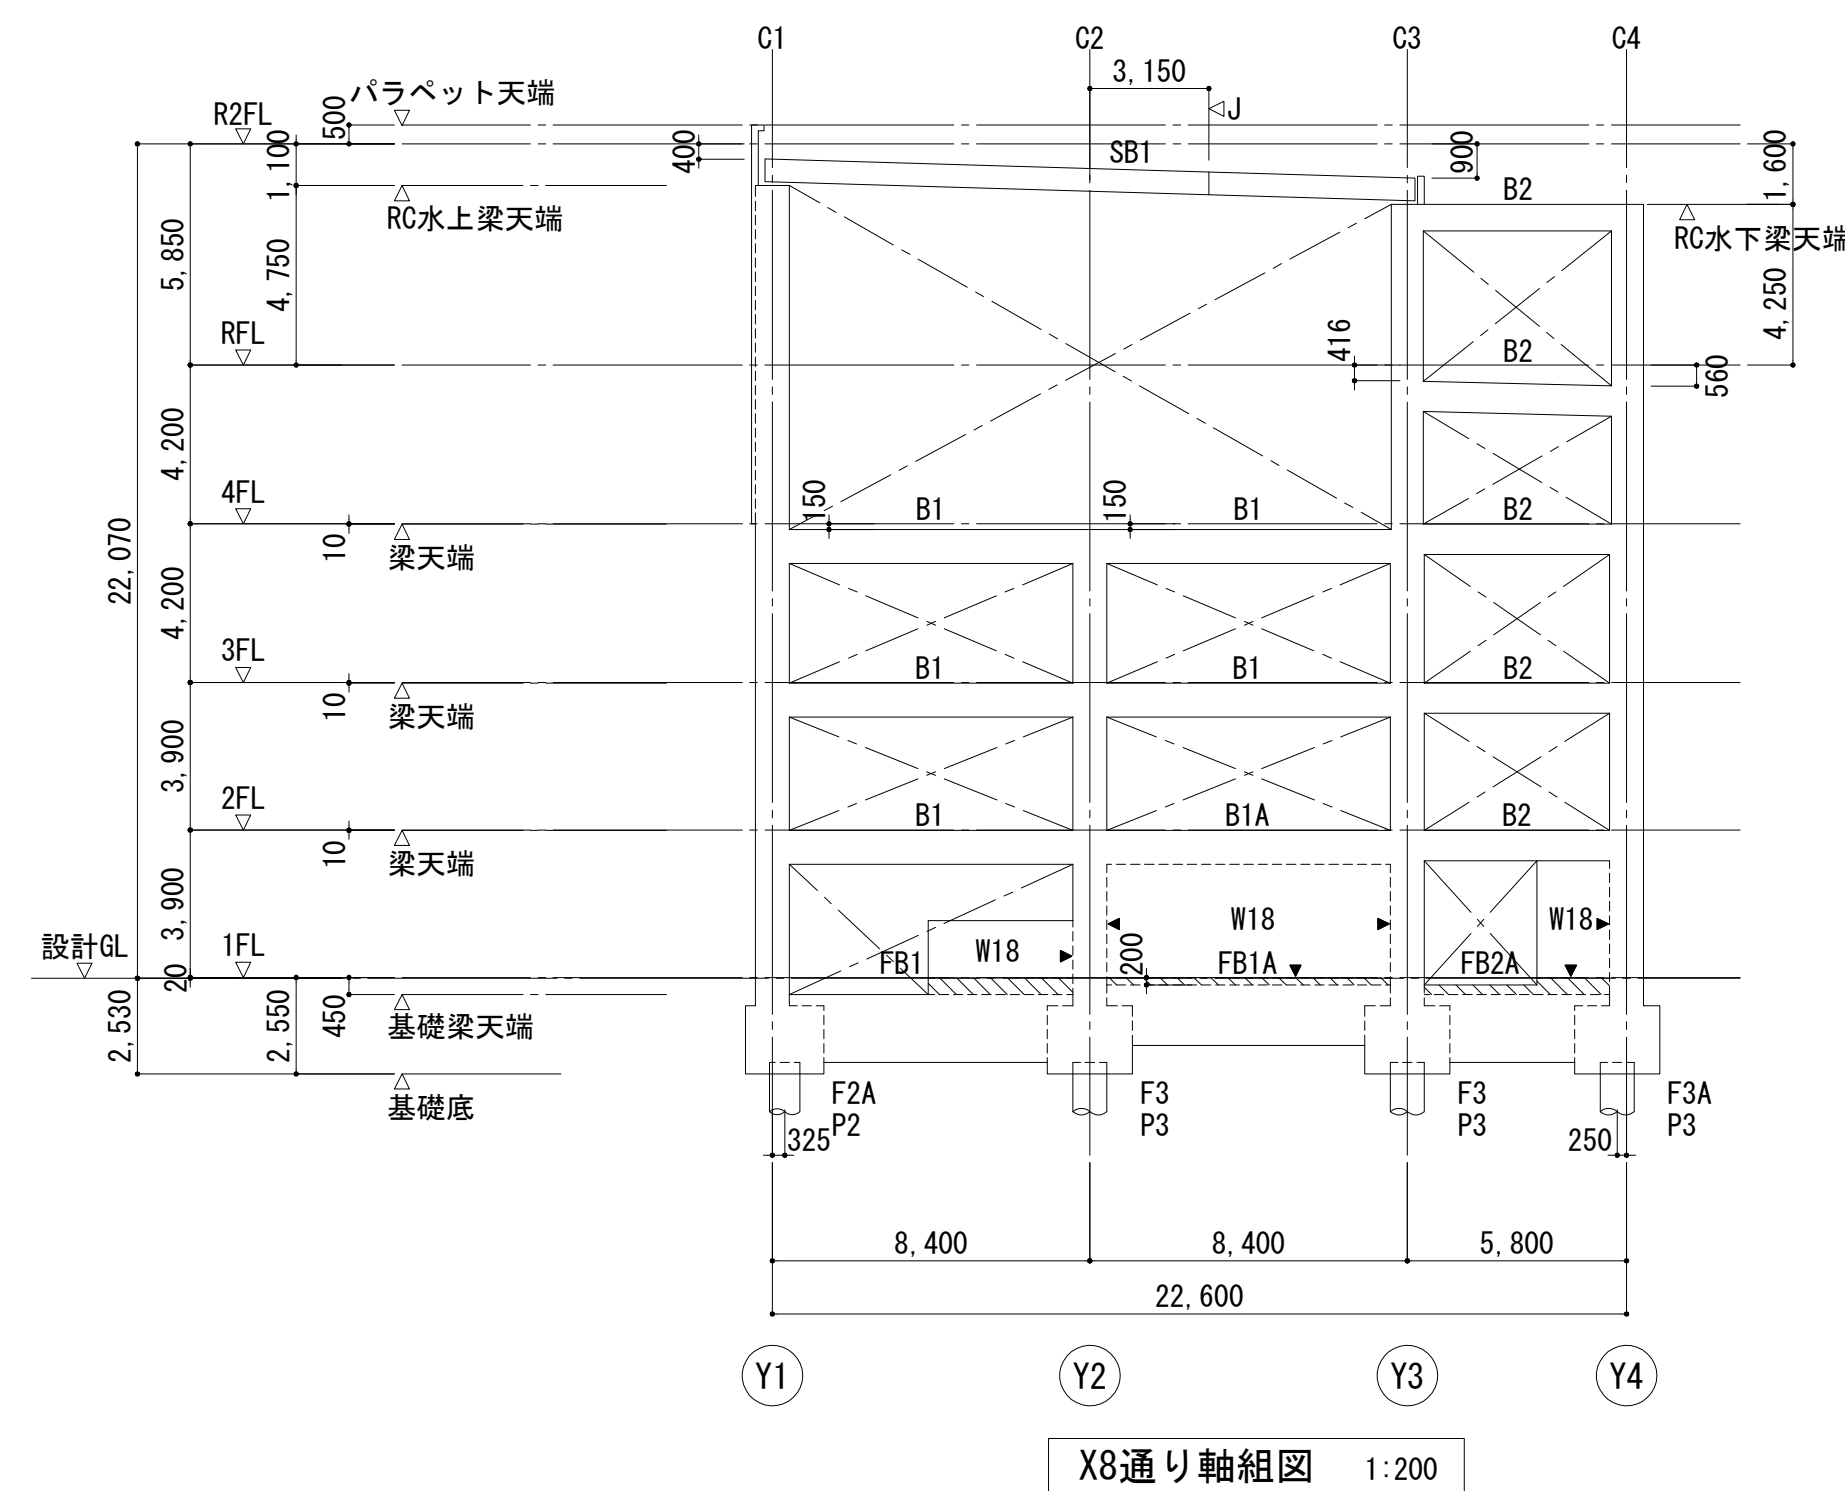 C1 C2 C3 C4
3,150
パラペット天端
R2FL
500
J
1,100
400
SB1
900
1,600
B2
RC水上梁天端
RC水下梁天端
5,850
4,750
4,250
RFL
416
B2
560
4,200
4FL
150
B1
150
B1
B2
10
梁天端
22,070
4,200
3FL
B1
B1
B2
10
梁天端
3,900
2FL
B1
B1A
B2
10
梁天端
3,900
設計GL
1FL
20
FB1
W18
W18
200
FB1A
FB2A
W18
2,530
2,550
450
基礎梁天端
基礎底
F2A
P2
F3
P3
F3
P3
F3A
P3
325
250
8,400
8,400
5,800
22,600
Y1 Y2 Y3 Y4
X8通り軸組図 1:200